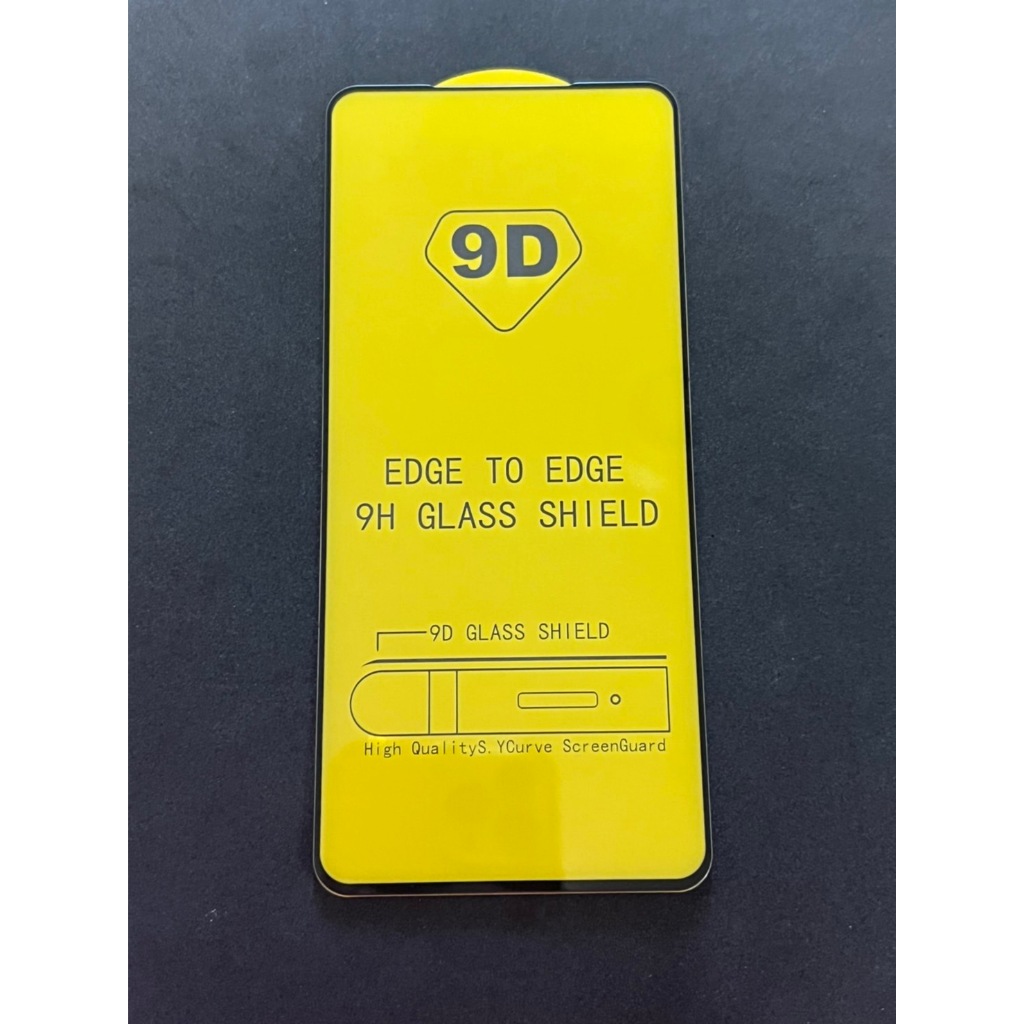 9D
EDGE TO EDGE
9H GLASS SHIELD
9D GLASS SHIELD
High QualityS.YCurve ScreenGuard